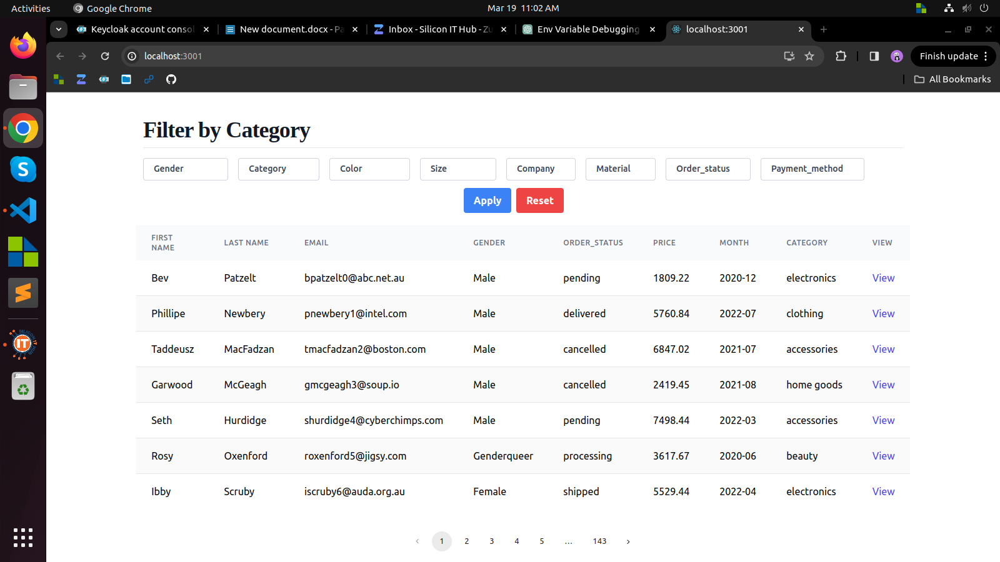 Activities Google Chrome Mar 19 11:02 AM
Keycloak account consol New document.docx - Pa Inbox - Silicon IT Hub - Zu Env Variable Debugging localhost:3001
localhost:3001 Finish update
All Bookmarks
Filter by Category
Gender Category Color Size Company Material Order_status Payment_method
Apply Reset
FIRST NAME LAST NAME EMAIL GENDER ORDER_STATUS PRICE MONTH CATEGORY VIEW
Bev Patzelt bpatzelt0@abc.net.au Male pending 1809.22 2020-12 electronics View
Phillipe Newbery pnewbery1@intel.com Male delivered 5760.84 2022-07 clothing View
Taddeusz MacFadzan tmacfadzan2@boston.com Male cancelled 6847.02 2021-07 accessories View
Garwood McGeagh gmcgeagh3@soup.io Male cancelled 2419.45 2021-08 home goods View
Seth Hurdidge shurdidge4@cyberchimps.com Male pending 7498.44 2022-03 accessories View
Rosy Oxenford roxenford5@jigsy.com Genderqueer processing 3617.67 2020-06 beauty View
Ibby Scruby iscruby6@auda.org.au Female shipped 5529.44 2022-04 electronics View
‹ 1 2 3 4 5 … 143 ›
IT